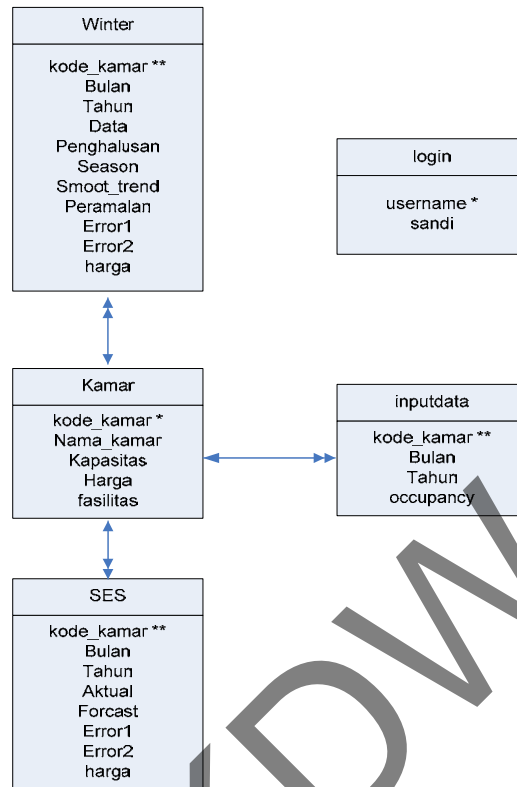 Winter
kode_kamar **
Bulan
Tahun
Data
Penghalusan
Season
Smoot_trend
Peramalan
Error1
Error2
harga
login
username *
sandi
Kamar
kode_kamar *
Nama_kamar
Kapasitas
Harga
fasilitas
inputdata
kode_kamar **
Bulan
Tahun
occupancy
SES
kode_kamar **
Bulan
Tahun
Aktual
Forcast
Error1
Error2
harga
DW